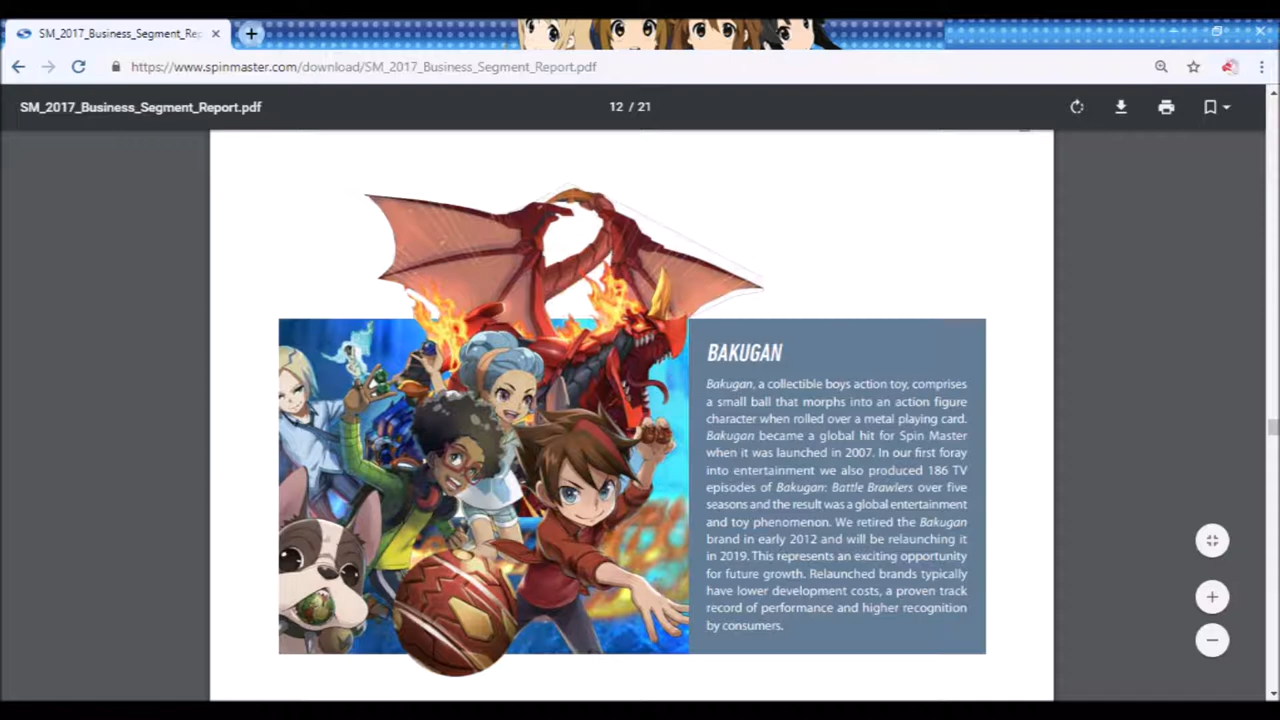 SM_2017_Business_Segment_Re
https://www.spinmaster.com/download/SM_2017_Business_Segment_Report.pdf
SM_2017_Business_Segment_Report.pdf
12 / 21
BAKUGAN
Bakugan, a collectible boys action toy, comprises
a small ball that morphs into an action figure
character when rolled over a metal playing card.
Bakugan became a global hit for Spin Master
when it was launched in 2007. In our first foray
into entertainment we also produced 186 TV
episodes of Bakugan: Battle Brawlers over five
seasons and the result was a global entertainment
and toy phenomenon. We retired the Bakugan
brand in early 2012 and will be relaunching it
in 2019. This represents an exciting opportunity
for future growth. Relaunched brands typically
have lower development costs, a proven track
record of performance and higher recognition
by consumers.